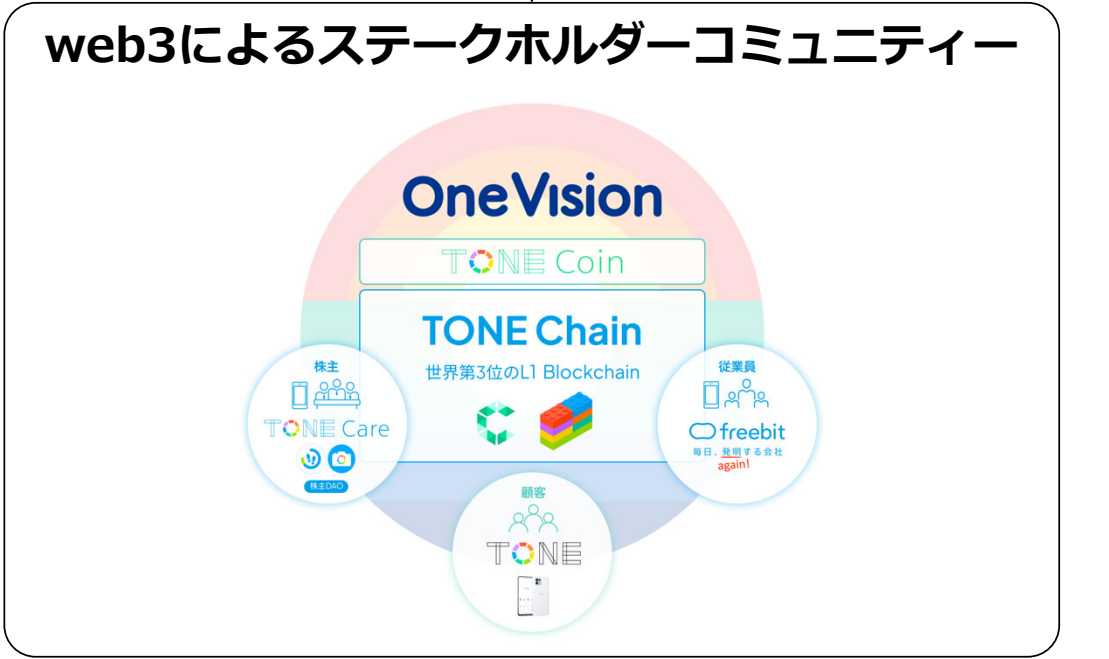 web3によるステークホルダーコミュニティー
One Vision
TONE Coin
TONE Chain
世界第3位のL1 Blockchain
株主
TONE Care
株主DAO
従業員
freebit
毎日、発明する会社
again!
顧客
TONE